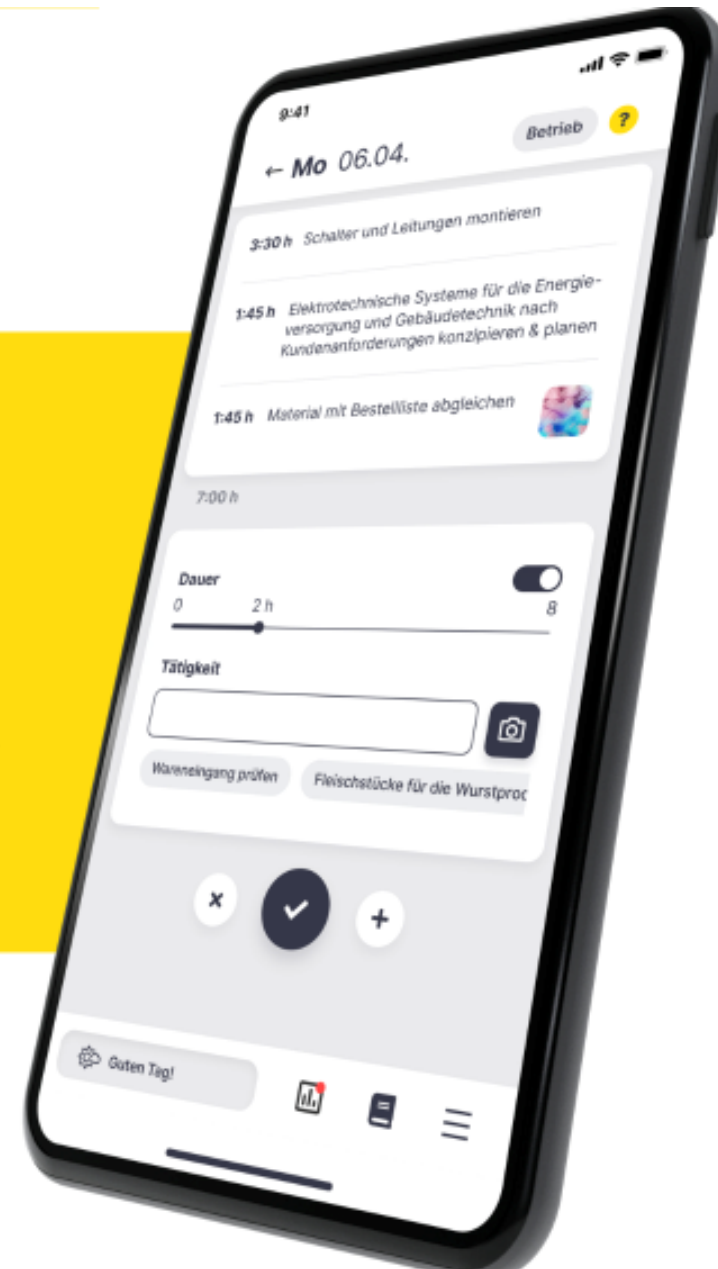 9:41
← Mo 06.04.
Betrieb
?
3:30 h Schalter und Leitungen montieren
1:45 h Elektrotechnische Systeme für die Energie-
versorgung und Gebäudetechnik nach
Kundenanforderungen konzipieren & planen
1:45 h Material mit Bestellliste abgleichen
7:00 h
Dauer
0 2 h 8
Tätigkeit
Wareneingang prüfen Fleischstücke für die Wurstproc
Guten Tag!